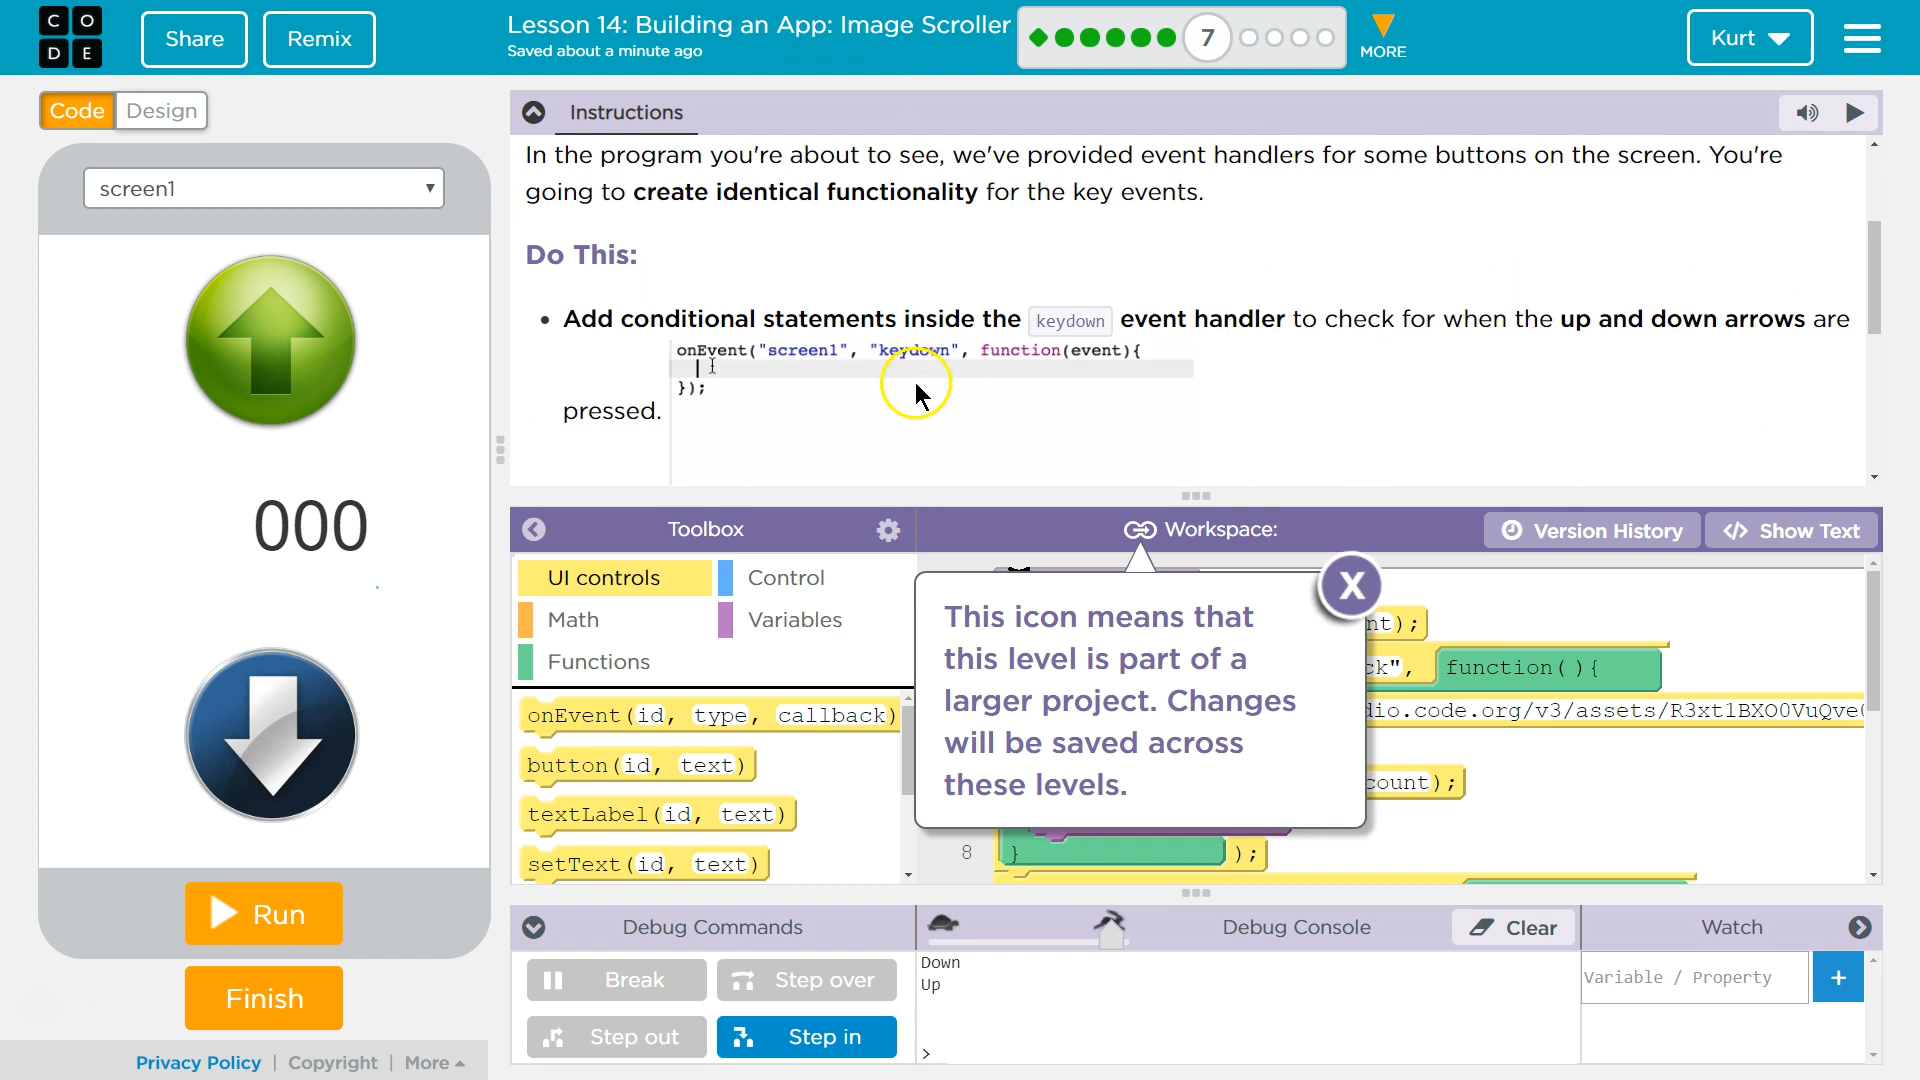 C O
D E
Share
Remix
Lesson 14: Building an App: Image Scroller
Saved about a minute ago
7
MORE
Kurt
Code
Design
screen1
000
Run
Finish
Privacy Policy | Copyright | More
Instructions
In the program you're about to see, we've provided event handlers for some buttons on the screen. You're
going to create identical functionality for the key events.
Do This:
• Add conditional statements inside the keydown event handler to check for when the up and down arrows are
onEvent("screen1", "keydown", function(event){
});
pressed.
Toolbox
Workspace:
Version History
Show Text
UI controls
Control
Math
Variables
Functions
onEvent(id, type, callback)
button(id, text)
textLabel(id, text)
setText(id, text)
This icon means that
this level is part of a
larger project. Changes
will be saved across
these levels.
X
nt);
ck", function(){
dio.code.org/v3/assets/R3xt1BXO0VuQve
count);
8 } );
Debug Commands
Debug Console
Clear
Watch
Break
Step over
Step out
Step in
Down
Up
>
Variable / Property
+